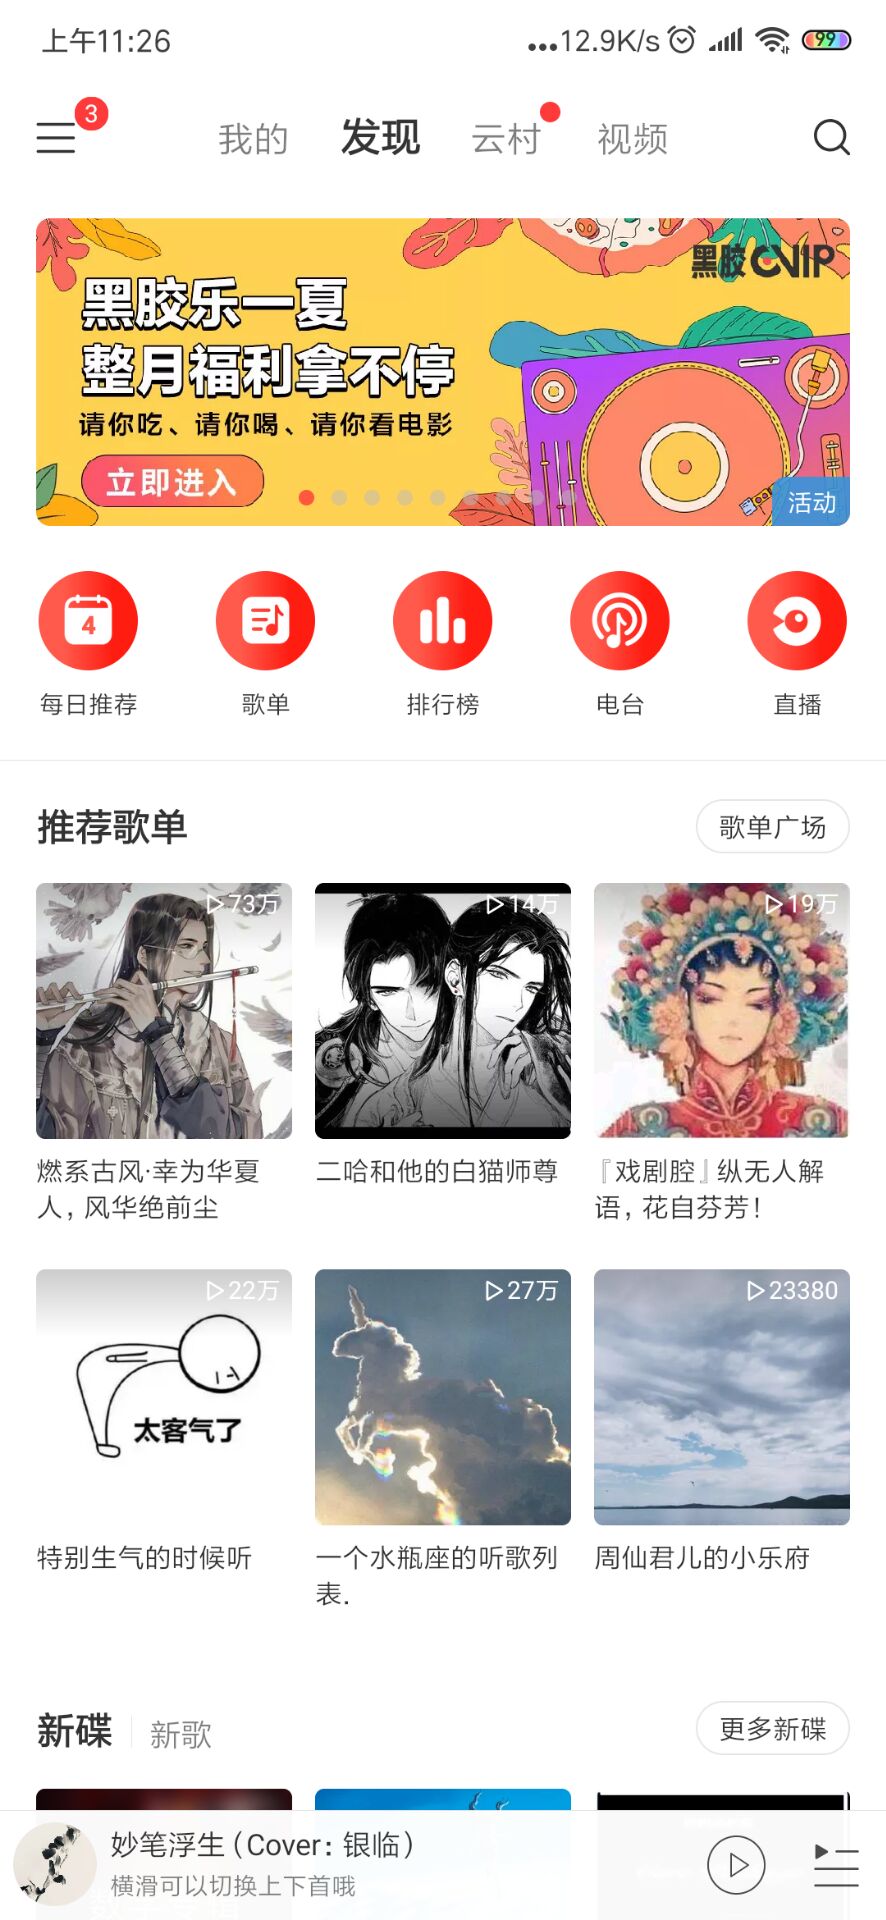 上午11:26
...12.9K/s
99
3
我的
发现
云村
视频
黑胶CVIP
黑胶乐一夏
整月福利拿不停
请你吃、请你喝、请你看电影
立即进入
活动
4
每日推荐
歌单
排行榜
电台
直播
推荐歌单
歌单广场
73万
14万
19万
燃系古风·幸为华夏
人，风华绝前尘
二哈和他的白猫师尊
『戏剧腔』纵无人解
语，花自芬芳！
22万
27万
23380
太客气了
特别生气的时候听
一个水瓶座的听歌列
表.
周仙君儿的小乐府
新碟
新歌
更多新碟
妙笔浮生（Cover：银临）
横滑可以切换上下首哦